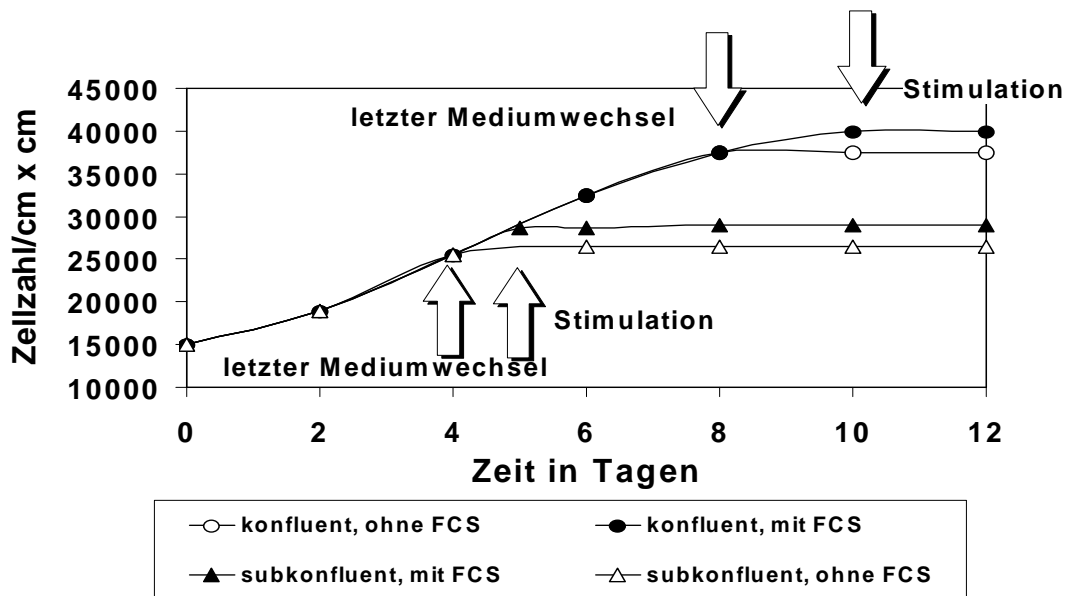 45000
Stimulation
letzter Mediumwechsel
40000
35000
30000
25000
20000
15000
10000
Zellzahl/cm x cm
Stimulation
letzter Mediumwechsel
0 2 4 6 8 10 12
Zeit in Tagen
konfluent, ohne FCS konfluent, mit FCS
subkonfluent, mit FCS subkonfluent, ohne FCS